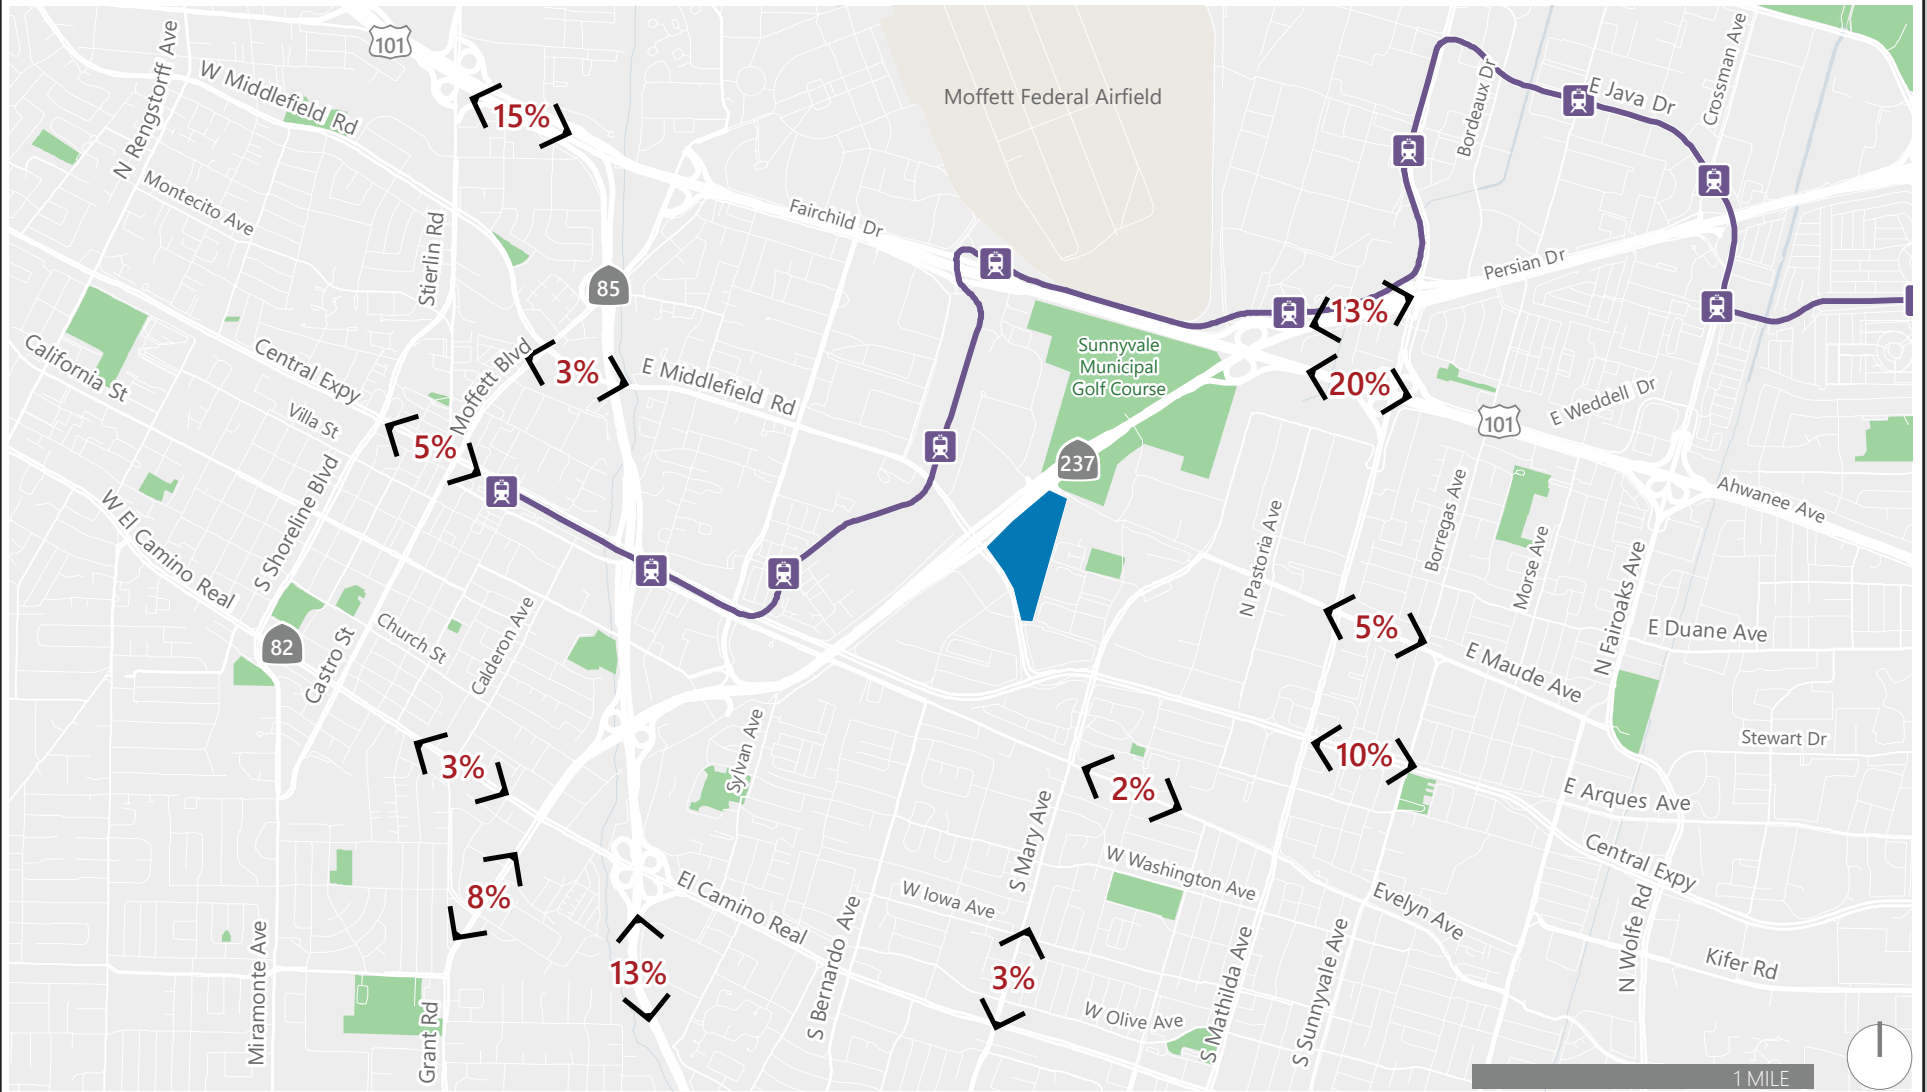 101
N Rengstorff Ave
W Middlefield Rd
15%
Moffett Federal Airfield
Bordeaux Dr
E Java Dr
Crossman Ave
Montecito Ave
Stierlin Rd
Fairchild Dr
Persian Dr
85
13%
California St
Central Expy
Villa St
Moffett Blvd
3%
E Middlefield Rd
Sunnyvale
Municipal
Golf Course
20%
E Weddell Dr
101
5%
237
Ahwanee Ave
W El Camino Real
S Shoreline Blvd
N Pastoria Ave
Borregas Ave
Morse Ave
N Fairoaks Ave
82
Castro St
Church St
Calderon Ave
5%
E Duane Ave
E Maude Ave
3%
Sylvan Ave
2%
10%
Stewart Dr
E Arques Ave
Central Expy
S Mary Ave
W Washington Ave
8%
El Camino Real
W Iowa Ave
Evelyn Ave
Miramonte Ave
13%
S Bernardo Ave
3%
S Mathilda Ave
S Sunnyvale Ave
N Wolfe Rd
Kifer Rd
Grant Rd
W Olive Ave
1 MILE